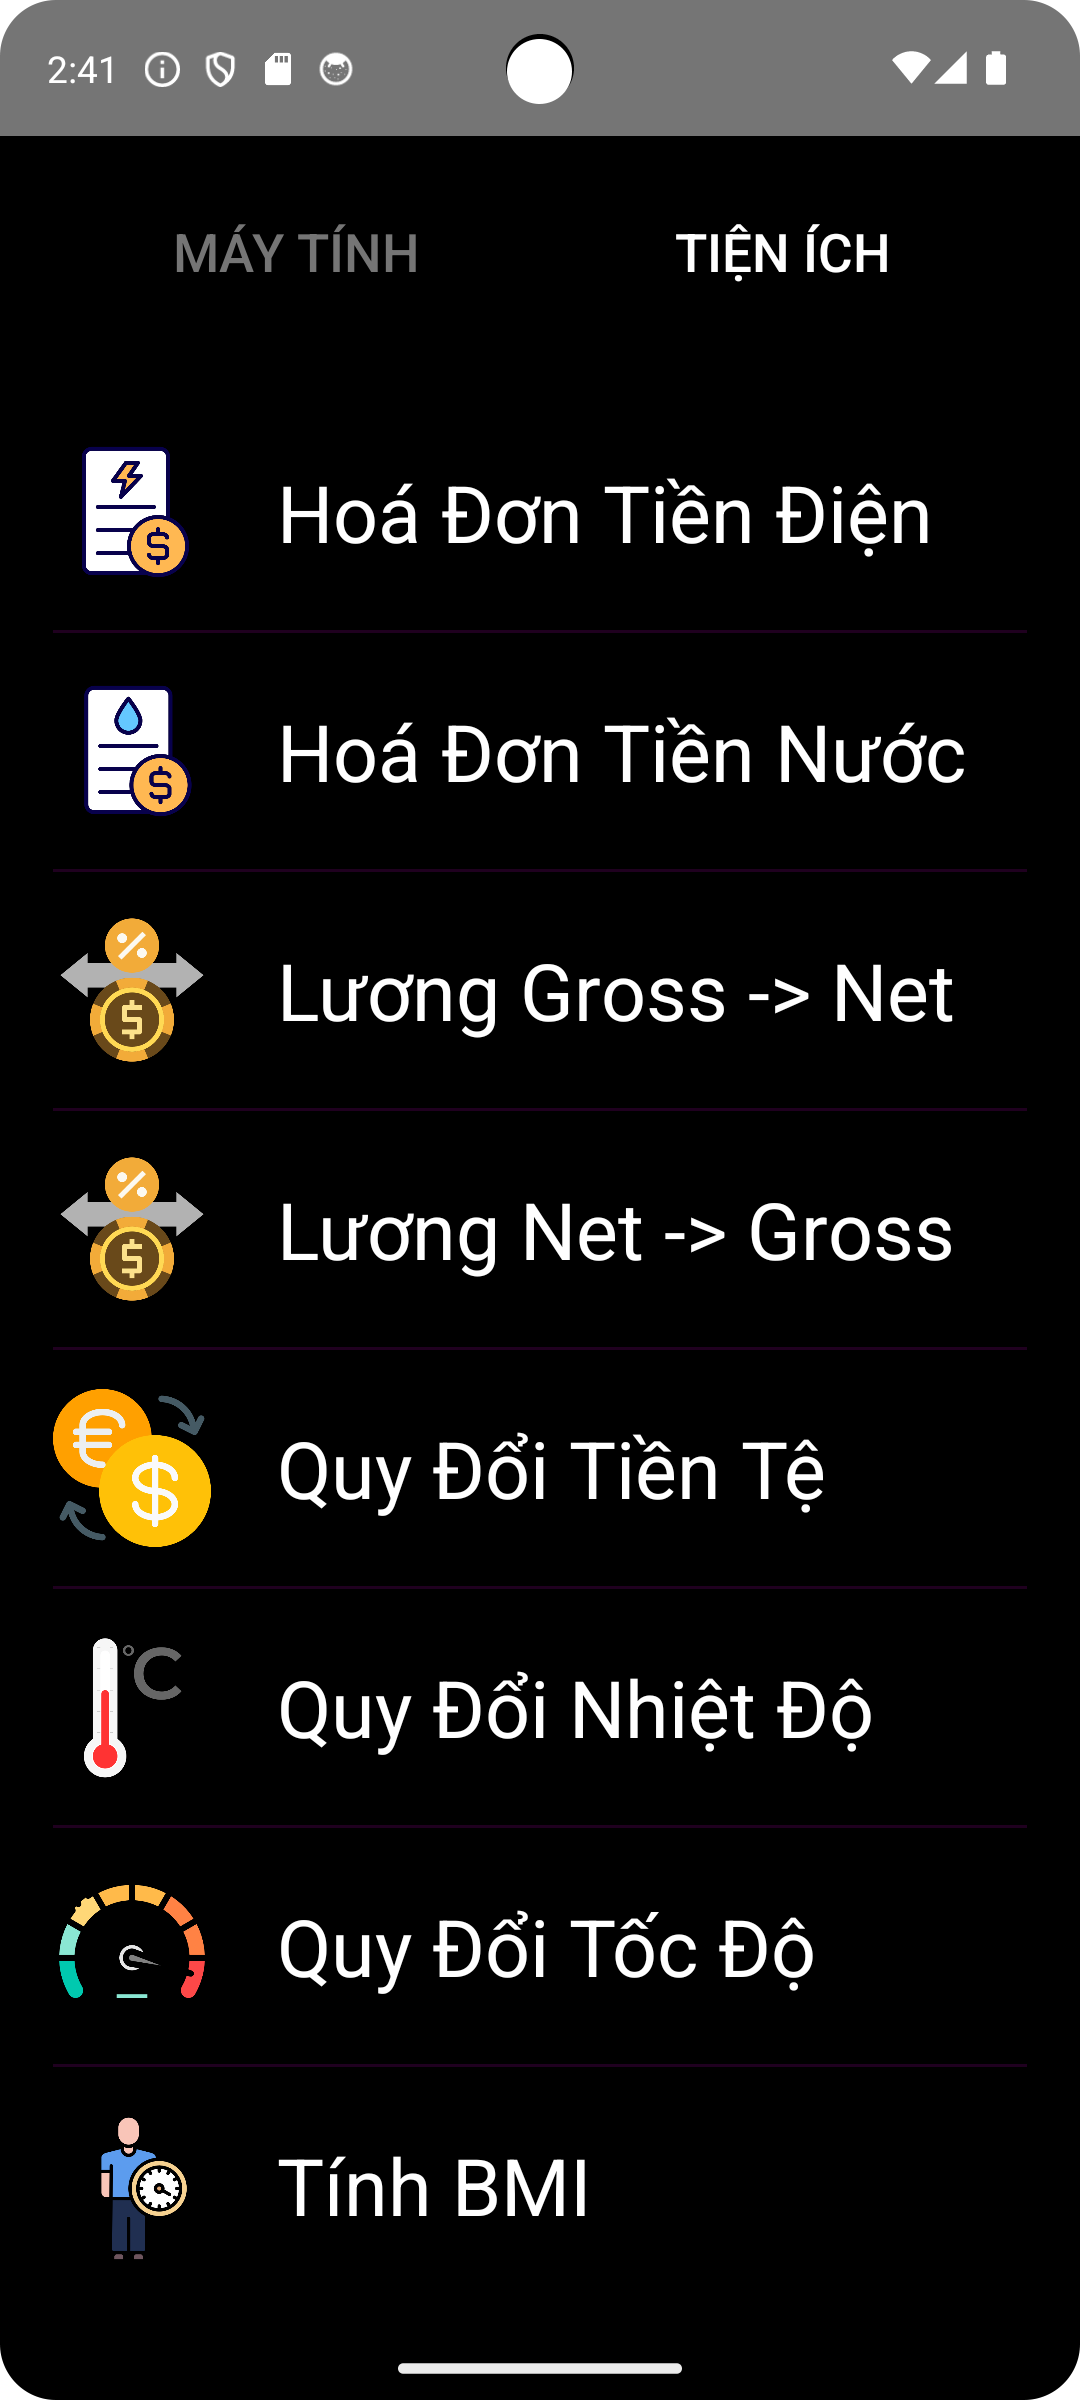 2:41
MÁY TÍNH
TIỆN ÍCH
Hoá Đơn Tiền Điện
Hoá Đơn Tiền Nước
Lương Gross -> Net
Lương Net -> Gross
Quy Đổi Tiền Tệ
°C
Quy Đổi Nhiệt Độ
Quy Đổi Tốc Độ
Tính BMI